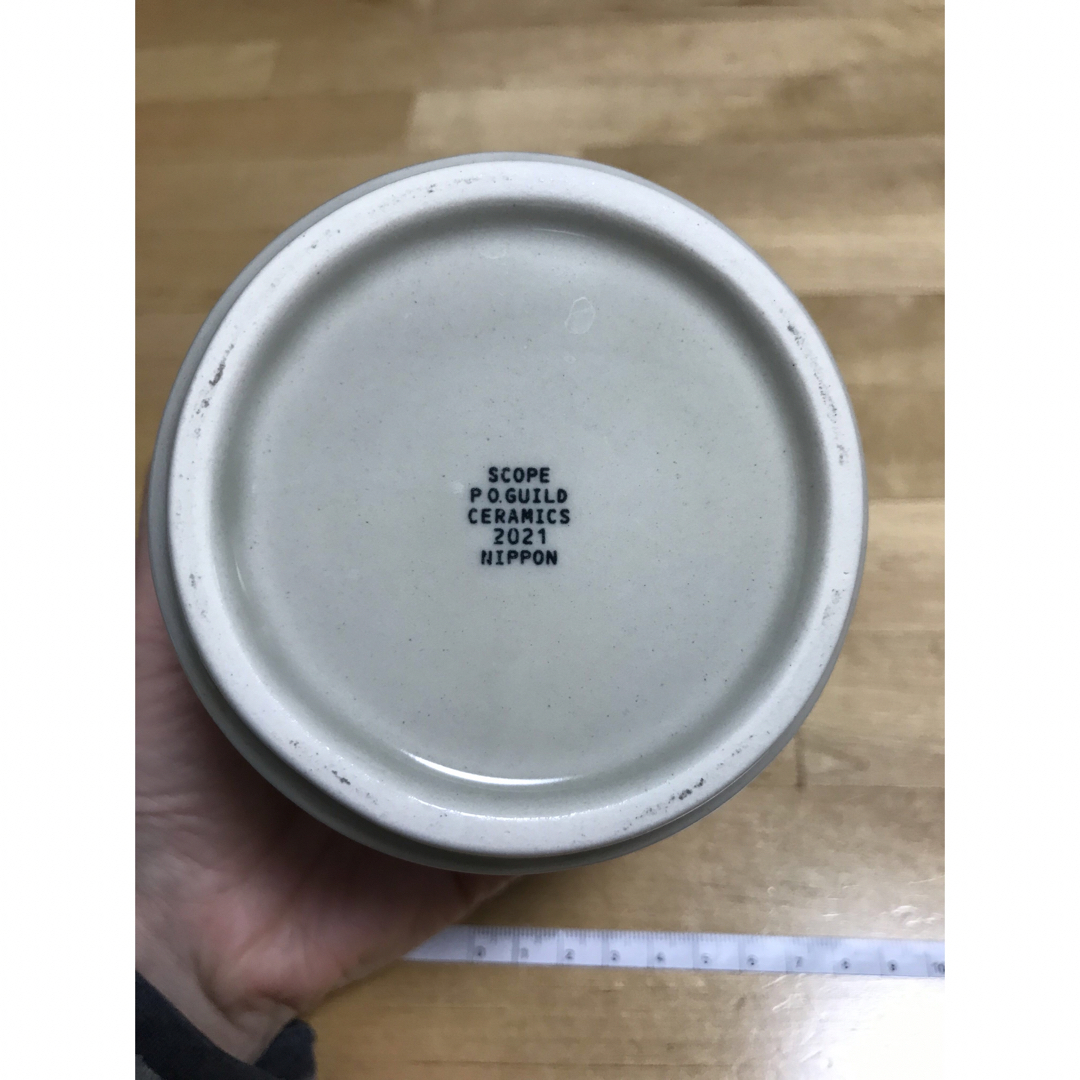 SCOPE
P.O.GUILD
CERAMICS
2021
NIPPON